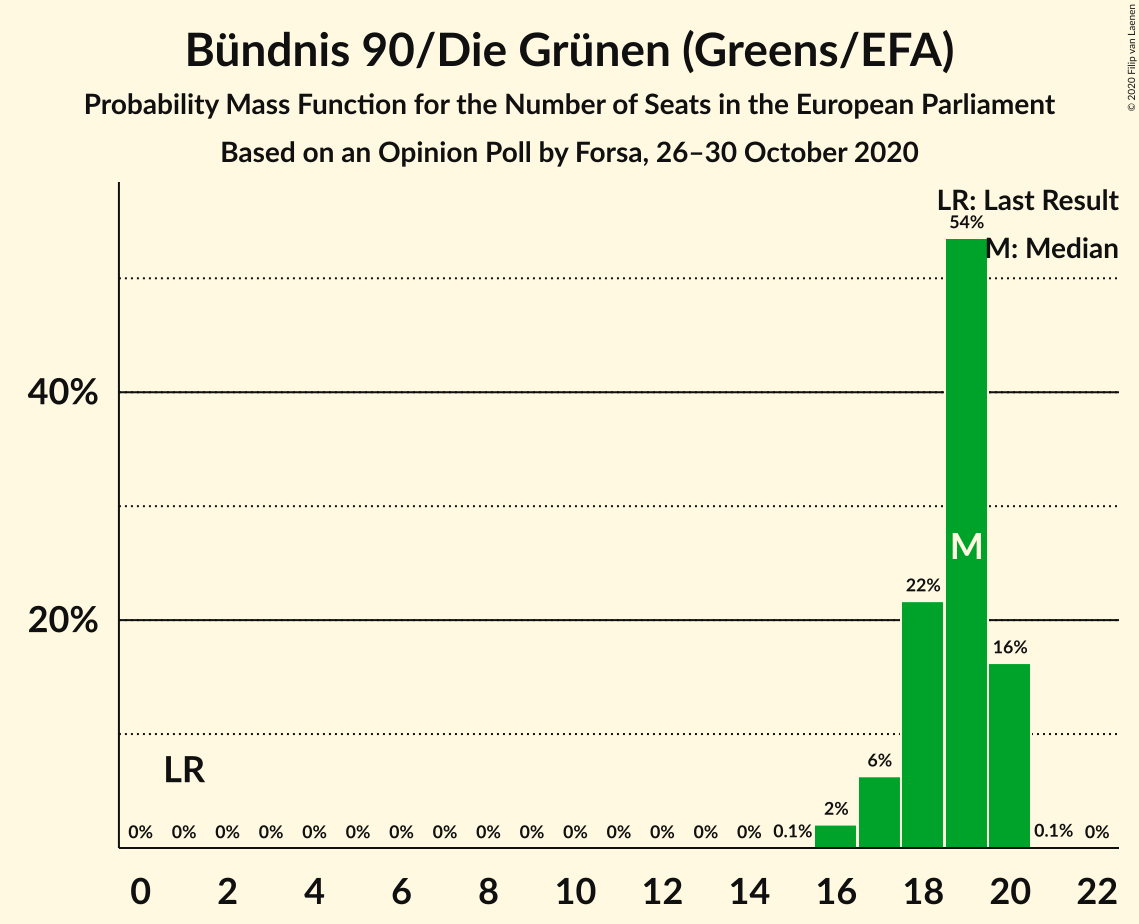 Bündnis 90/Die Grünen (Greens/EFA)
Probability Mass Function for the Number of Seats in the European Parliament
Based on an Opinion Poll by Forsa, 26–30 October 2020
© 2020 Filip van Laenen
LR: Last Result
M: Median
54%
40%
M
22%
20%
16%
LR
6%
2%
0% 0% 0% 0% 0% 0% 0% 0% 0% 0% 0% 0% 0% 0% 0% 0.1% 0.1% 0%
0 2 4 6 8 10 12 14 16 18 20 22